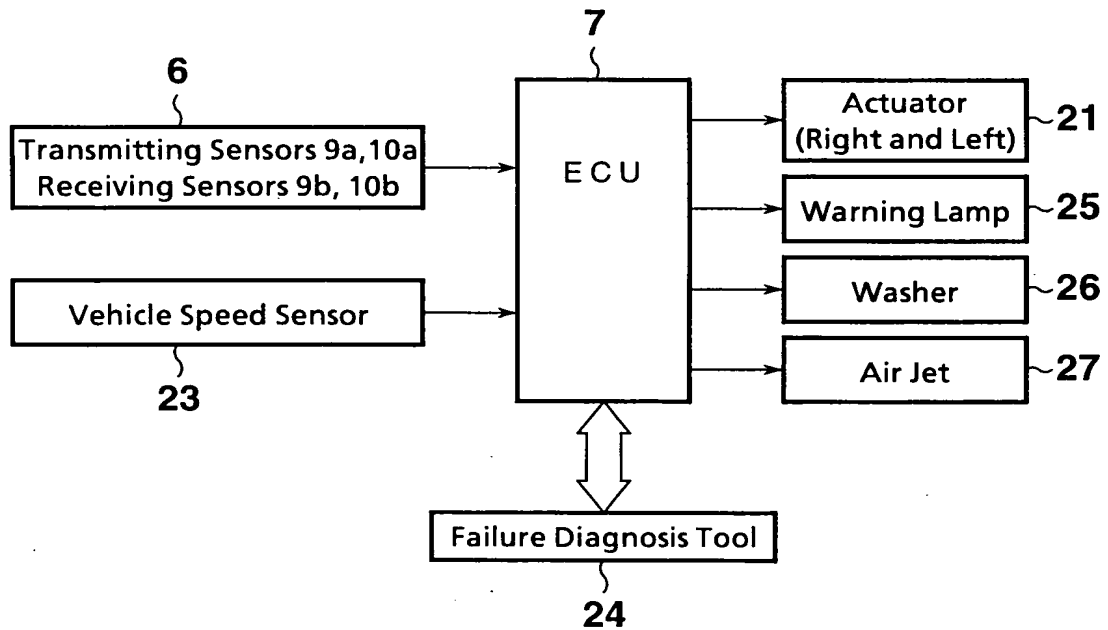 7
6
Transmitting Sensors 9a,10a
Receiving Sensors 9b, 10b
ECU
Actuator
(Right and Left)
21
Warning Lamp
25
Vehicle Speed Sensor
23
Washer
26
Air Jet
27
Failure Diagnosis Tool
24